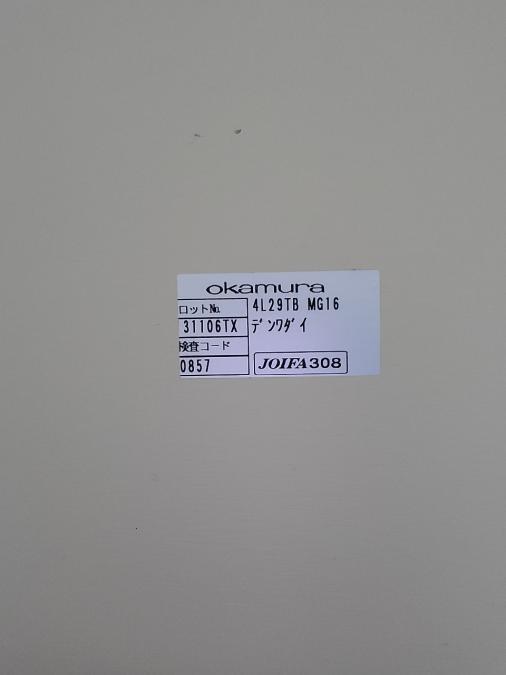 okamura
ロットNo.
4L29TB MG16
31106TX
デンワダイ
検査コード
0857
JOIFA308